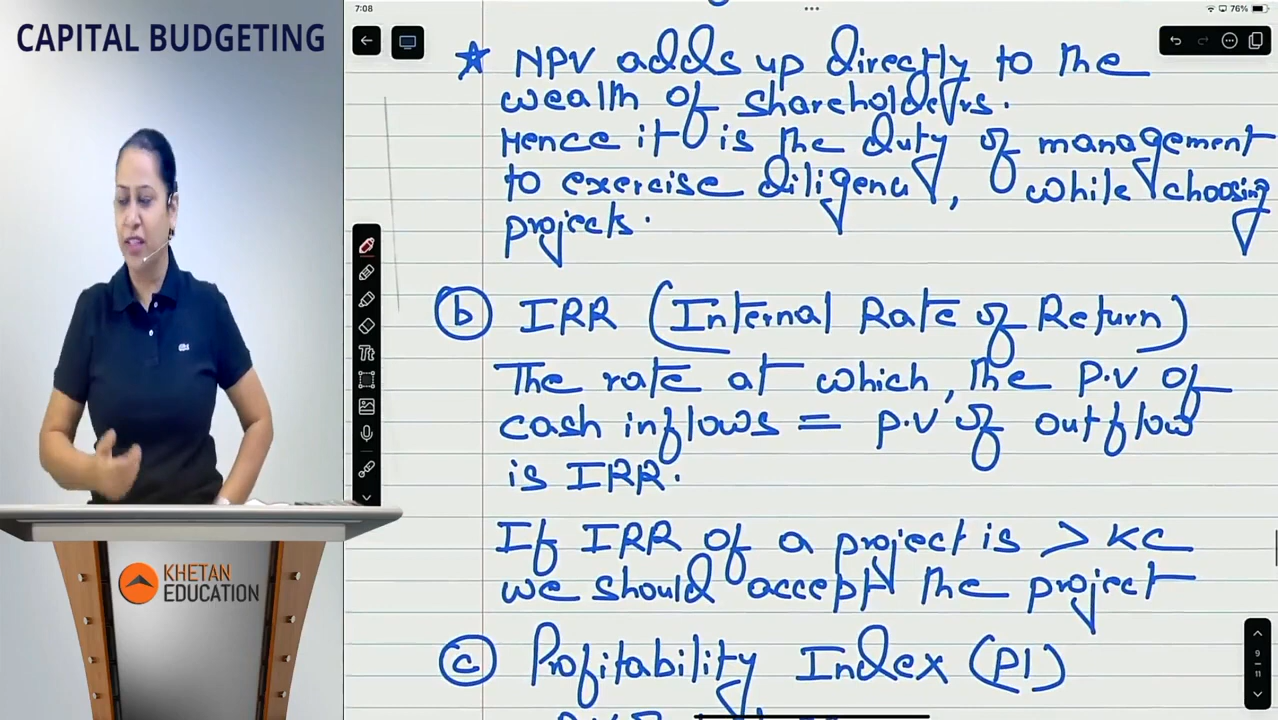 CAPITAL BUDGETING
7:08
76%
★ NPV adds up directly to the
wealth of shareholders.
Hence it is the duty of management
to exercise diligence, while choosing
projects.
b IRR (Internal Rate of Return)
The rate at which, the P.V of
cash inflows = P.V of outflow
is IRR.
If IRR of a project is > KC
we should accept the project
c Profitability Index (PI)
Tt
9
11
KHETAN
EDUCATION